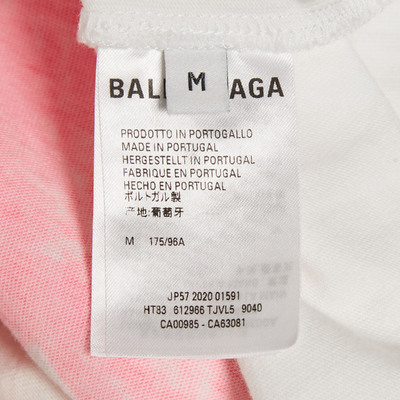 M
BAL AGA
PRODOTTO IN PORTOGALLO
MADE IN PORTUGAL
HERGESTELLT IN PORTUGAL
FABRIQUE EN PORTUGAL
HECHO EN PORTUGAL
ポルトガル製
产地:葡萄牙
M 175/96A
JP57 2020 01591
HT83 612966 TJVL5 9040
CA00985 - CA63081